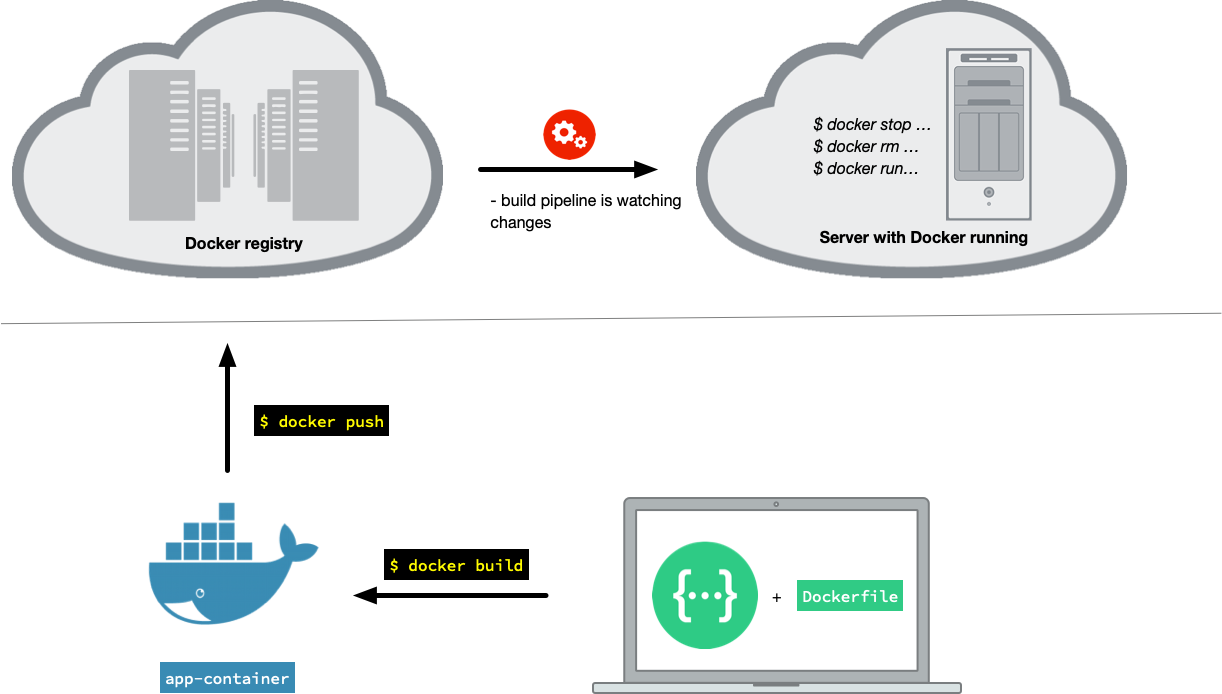 $ docker stop …
$ docker rm …
$ docker run…
- build pipeline is watching
changes
Docker registry
Server with Docker running
$ docker push
$ docker build
{···}
+
Dockerfile
app-container